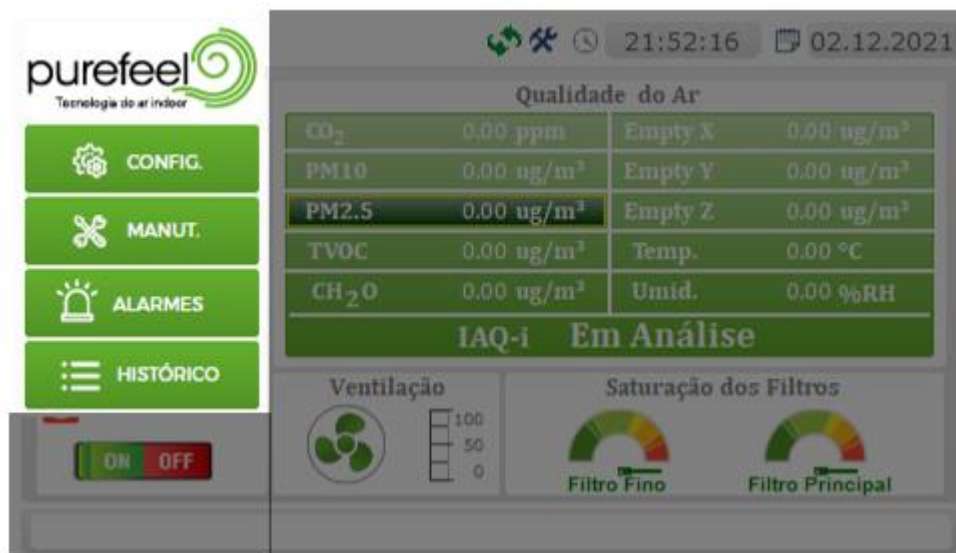 purefeel
Tecnologia do ar indoor
CONFIG.
MANUT.
ALARMES
HISTÓRICO
ON OFF
21:52:16 02.12.2021
Qualidade do Ar
CO₂ 0.00 ppm Empty X 0.00 ug/m³
PM10 0.00 ug/m³ Empty Y 0.00 ug/m³
PM2.5 0.00 ug/m³ Empty Z 0.00 ug/m³
TVOC 0.00 ug/m³ Temp. 0.00 °C
CH₂O 0.00 ug/m³ Umid. 0.00 %RH
IAQ-i Em Análise
Ventilação
100
50
0
Saturação dos Filtros
Filtro Fino Filtro Principal